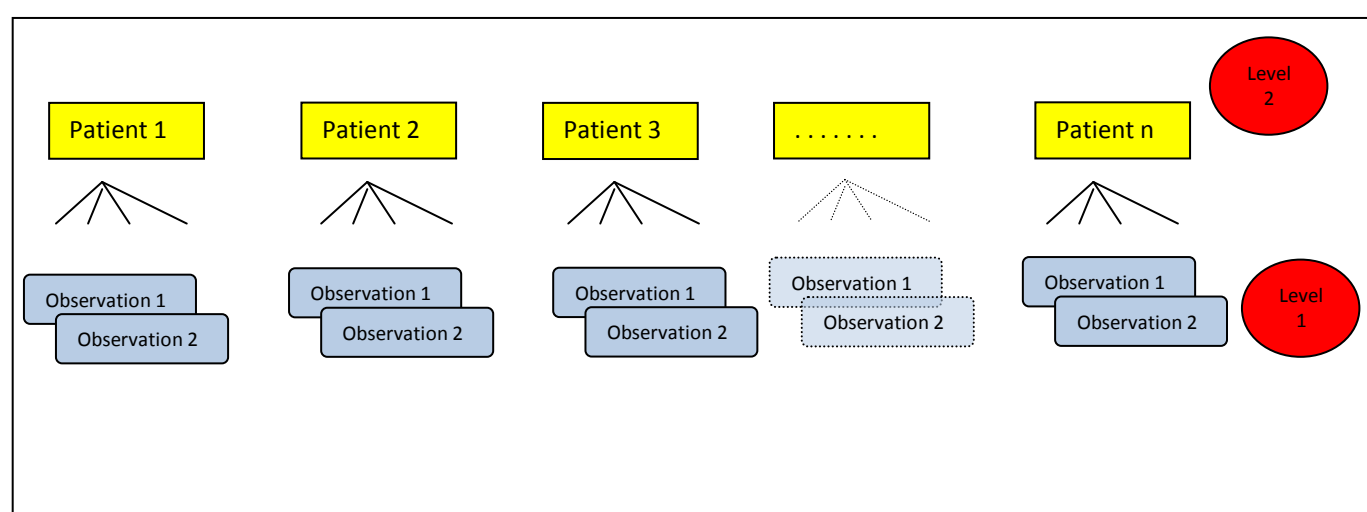 Level
2
Patient 1
Patient 2
Patient 3
. . . . . . .
Patient n
Observation 1
Observation 2
Observation 1
Observation 2
Observation 1
Observation 2
Observation 1
Observation 2
Observation 1
Observation 2
Level
1